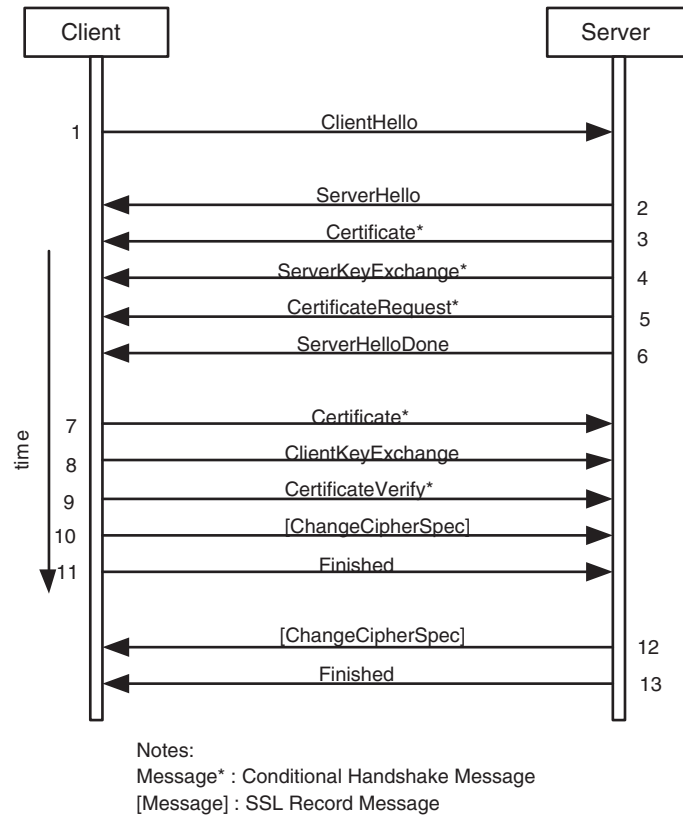 Client Server
1 ClientHello
ServerHello 2
Certificate* 3
ServerKeyExchange* 4
CertificateRequest* 5
ServerHelloDone 6
time
7 Certificate*
8 ClientKeyExchange
9 CertificateVerify*
10 [ChangeCipherSpec]
11 Finished
[ChangeCipherSpec] 12
Finished 13
Notes:
Message* : Conditional Handshake Message
[Message] : SSL Record Message